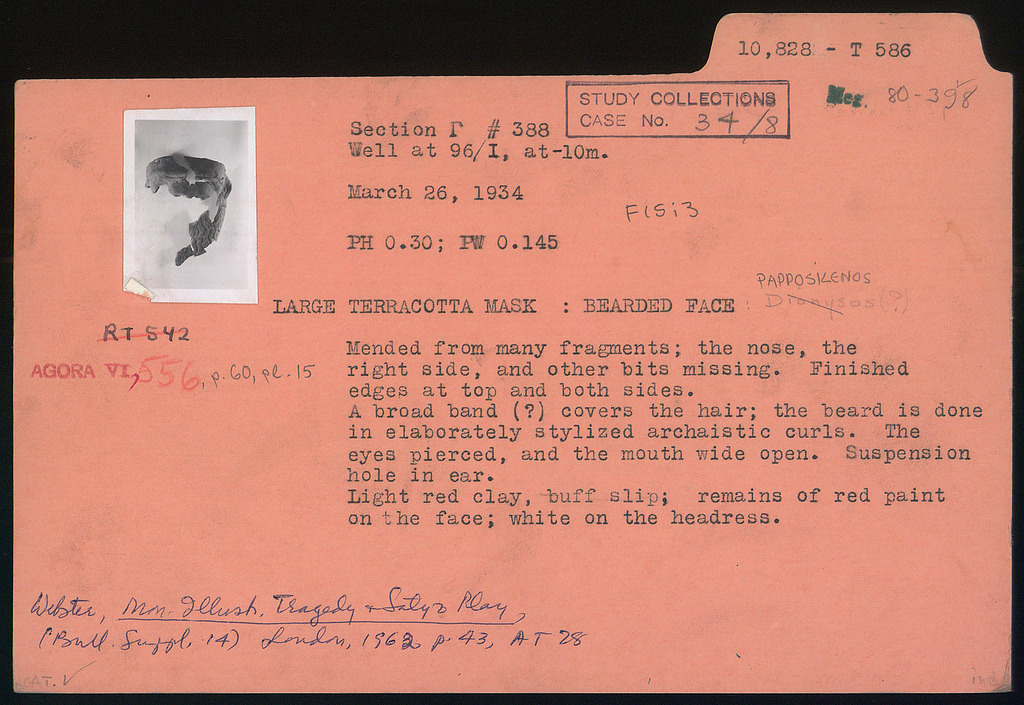 10,828 - T 586
Neg. 80-398
STUDY COLLECTIONS
CASE No. 34/8
Section Γ # 388
Well at 96/I, at-10m.
March 26, 1934
F15:3
PH 0.30; PW 0.145
PAPPOSILENOS
LARGE TERRACOTTA MASK : BEARDED FACE : Dionysos (?)
RT 542
AGORA VI, 556, p. 60, pl. 15
Mended from many fragments; the nose, the
right side, and other bits missing. Finished
edges at top and both sides.
A broad band (?) covers the hair; the beard is done
in elaborately stylized archaistic curls. The
eyes pierced, and the mouth wide open. Suspension
hole in ear.
Light red clay, buff slip; remains of red paint
on the face; white on the headress.
Webster, Mon. Illust. Tragedy + Satyr Play,
(Bull. Suppl. 14) London, 1962 p. 43, AT 28
CAT. √